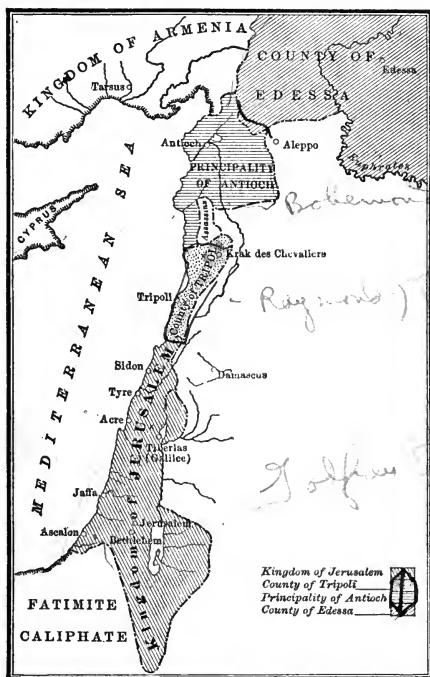 KINGDOM OF ARMENIA
COUNTY OF
EDESSA
Edessa
Tarsus
Antioch
Aleppo
PRINCIPALITY
OF ANTIOCH
Euphrates
Assassins
CYPRUS
MEDITERRANEAN SEA
Krak des Chevaliers
Tripoli
County of TRIPOLI
Sidon
Damascus
Tyre
Acre
Tiberias
(Galilee)
Jaffa
Jerusalem
Ascalon
Bethlehem
Kingdom of JERUSALEM
FATIMITE
CALIPHATE
Kingdom of Jerusalem
County of Tripoli
Principality of Antioch
County of Edessa